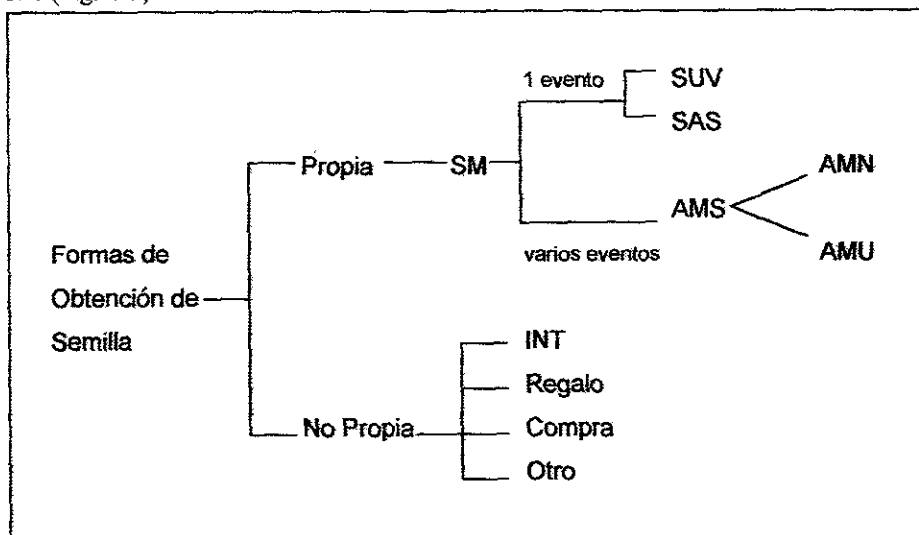 1 evento
SUV
SAS
Propia
SM
AMN
AMS
AMU
varios eventos
Formas de
Obtención de
Semilla
INT
Regalo
No Propia
Compra
Otro